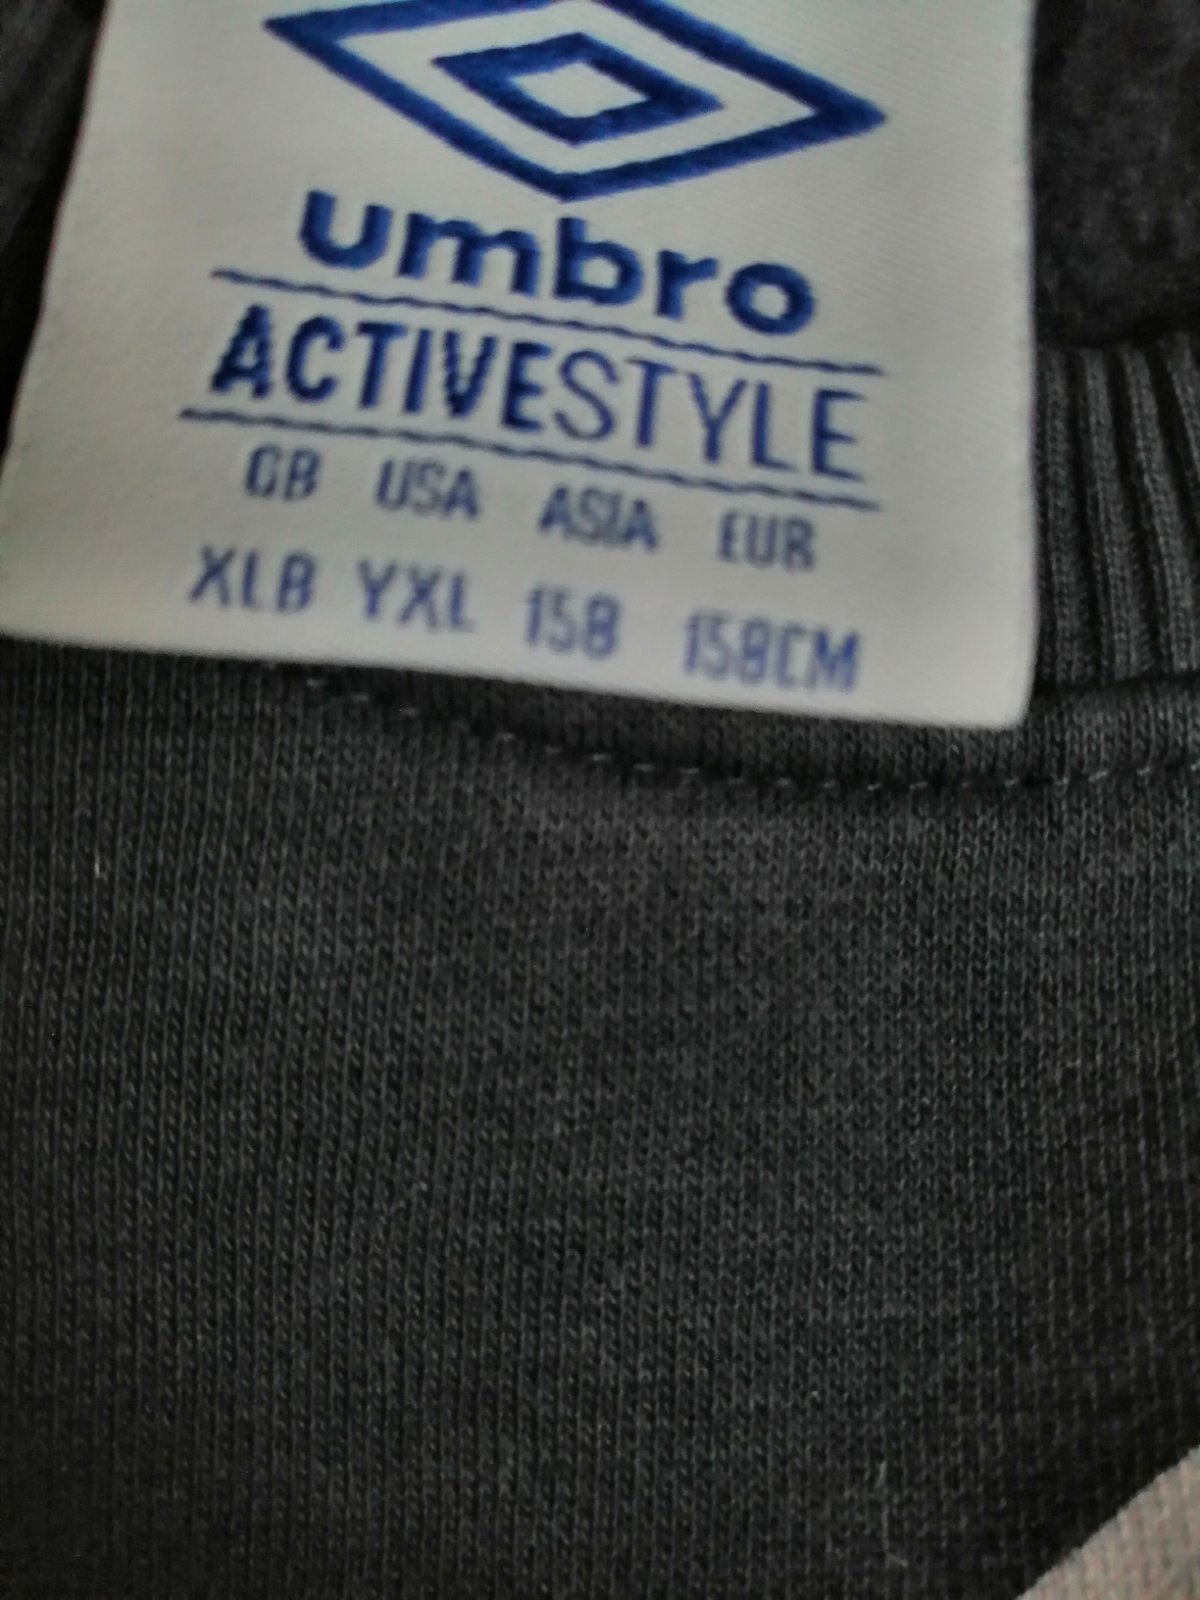 umbro
ACTIVESTYLE
GB USA ASIA EUR
XLB YXL 158 158CM